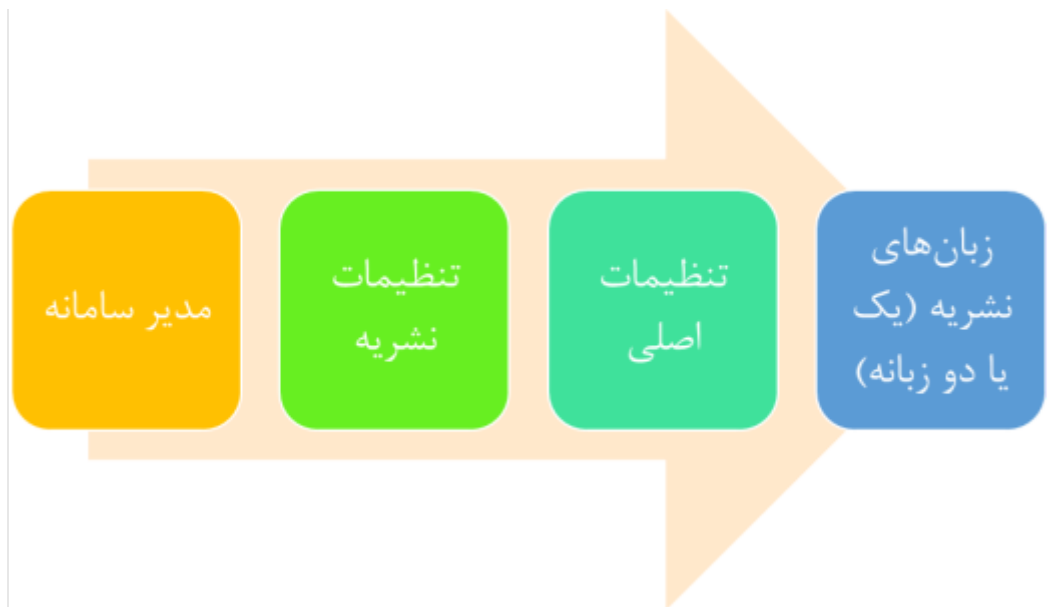 مدیر سامانه
تنظیمات
نشریه
تنظیمات
اصلی
زبان‌های
نشریه (یک
یا دو زبانه)